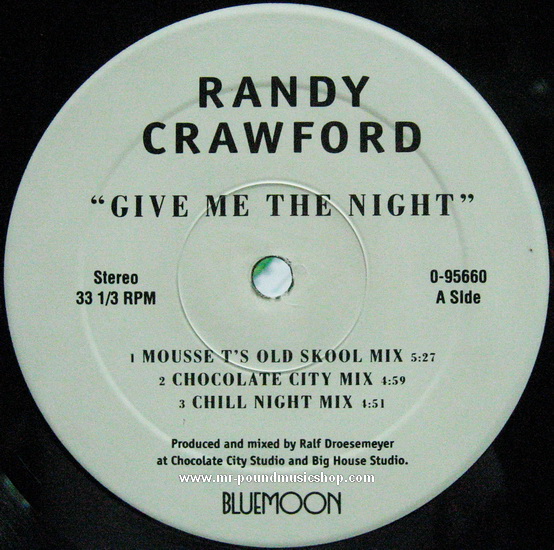 RANDY
CRAWFORD
“GIVE ME THE NIGHT”
Stereo
33 1/3 RPM
0-95660
A SIde
1 MOUSSE T'S OLD SKOOL MIX 5:27
2 CHOCOLATE CITY MIX 4:59
3 CHILL NIGHT MIX 4:51
Produced and mixed by Ralf Droesemeyer
at Chocolate City Studio and Big House Studio.
www.mr-poundmusicshop.com
BLUEMOON